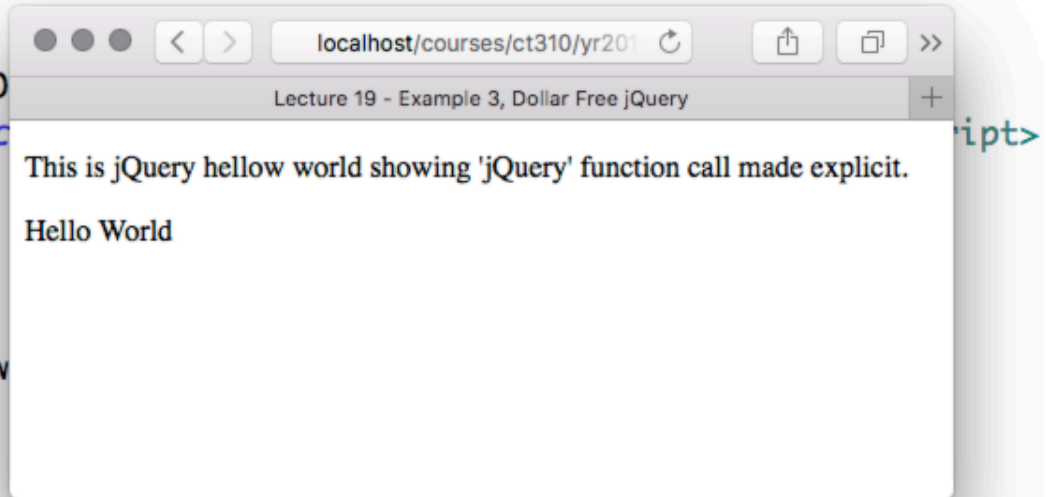 localhost/courses/ct310/yr201
Lecture 19 - Example 3, Dollar Free jQuery
ript>
This is jQuery hellow world showing 'jQuery' function call made explicit.
Hello World